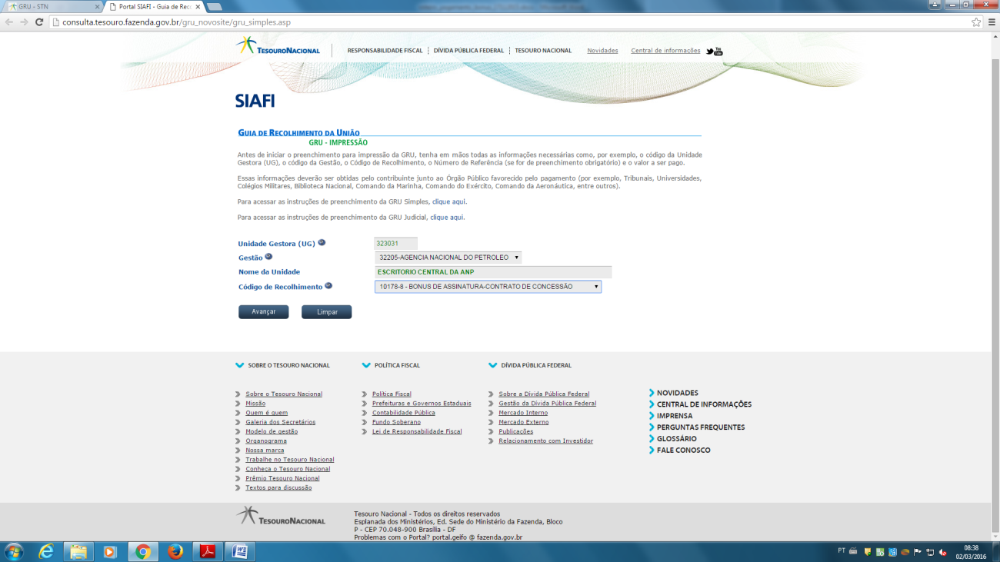 GRU - STN
Portal SIAFI - Guia de Rec
consulta.tesouro.fazenda.gov.br/gru_novosite/gru_simples.asp
TESOURONACIONAL
RESPONSABILIDADE FISCAL
DÍVIDA PÚBLICA FEDERAL
TESOURO NACIONAL
Novidades
Central de informações
You Tube
SIAFI
GUIA DE RECOLHIMENTO DA UNIÃO
GRU - IMPRESSÃO
Antes de iniciar o preenchimento para impressão da GRU, tenha em mãos todas as informações necessárias como, por exemplo, o código da Unidade
Gestora (UG), o código da Gestão, o Código de Recolhimento, o Número de Referência (se for de preenchimento obrigatório) e o valor a ser pago.
Essas informações deverão ser obtidas pelo contribuinte junto ao Órgão Público favorecido pelo pagamento (por exemplo, Tribunais, Universidades,
Colégios Militares, Biblioteca Nacional, Comando da Marinha, Comando do Exército, Comando da Aeronáutica, entre outros).
Para acessar as instruções de preenchimento da GRU Simples, clique aqui.
Para acessar as instruções de preenchimento da GRU Judicial, clique aqui.
Unidade Gestora (UG)
323031
Gestão
32205-AGENCIA NACIONAL DO PETROLEO
Nome da Unidade
ESCRITORIO CENTRAL DA ANP
Código de Recolhimento
10178-8 - BONUS DE ASSINATURA-CONTRATO DE CONCESSÃO
Avançar
Limpar
SOBRE O TESOURO NACIONAL
Sobre o Tesouro Nacional
Missão
Quem é quem
Galeria dos Secretários
Modelo de gestão
Organograma
Nossa marca
Trabalhe no Tesouro Nacional
Conheca o Tesouro Nacional
Prêmio Tesouro Nacional
Textos para discussão
POLÍTICA FISCAL
Política Fiscal
Prefeituras e Governos Estaduais
Contabilidade Pública
Fundo Soberano
Lei de Responsabilidade Fiscal
DÍVIDA PÚBLICA FEDERAL
Sobre a Dívida Pública Federal
Gestão da Dívida Pública Federal
Mercado Interno
Mercado Externo
Publicações
Relacionamento com Investidor
NOVIDADES
CENTRAL DE INFORMAÇÕES
IMPRENSA
PERGUNTAS FREQUENTES
GLOSSÁRIO
FALE CONOSCO
TESOURONACIONAL
Tesouro Nacional - Todos os direitos reservados
Esplanada dos Ministérios, Ed. Sede do Ministério da Fazenda, Bloco
P - CEP 70.048-900 Brasília - DF
Problemas com o Portal? portal.geifo @ fazenda.gov.br
PT
08:38
02/03/2016